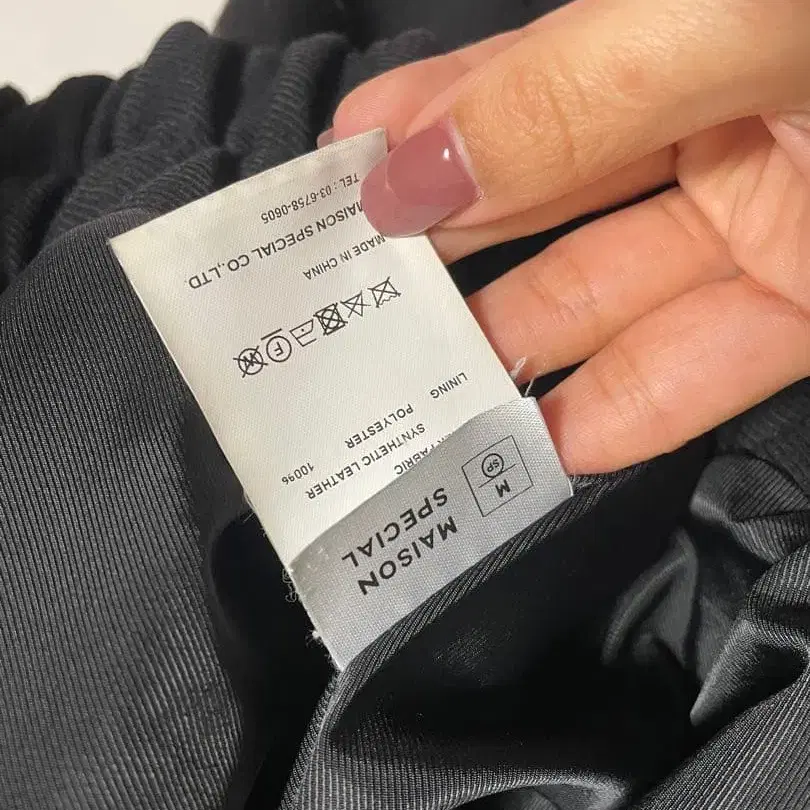 MAISON
SPECIAL
M
SP
FABRIC
SYNTHETIC LEATHER
LINING
POLYESTER 100%
W F
MADE IN CHINA
MAISON SPECIAL CO.,LTD.
TEL : 03-6758-0605